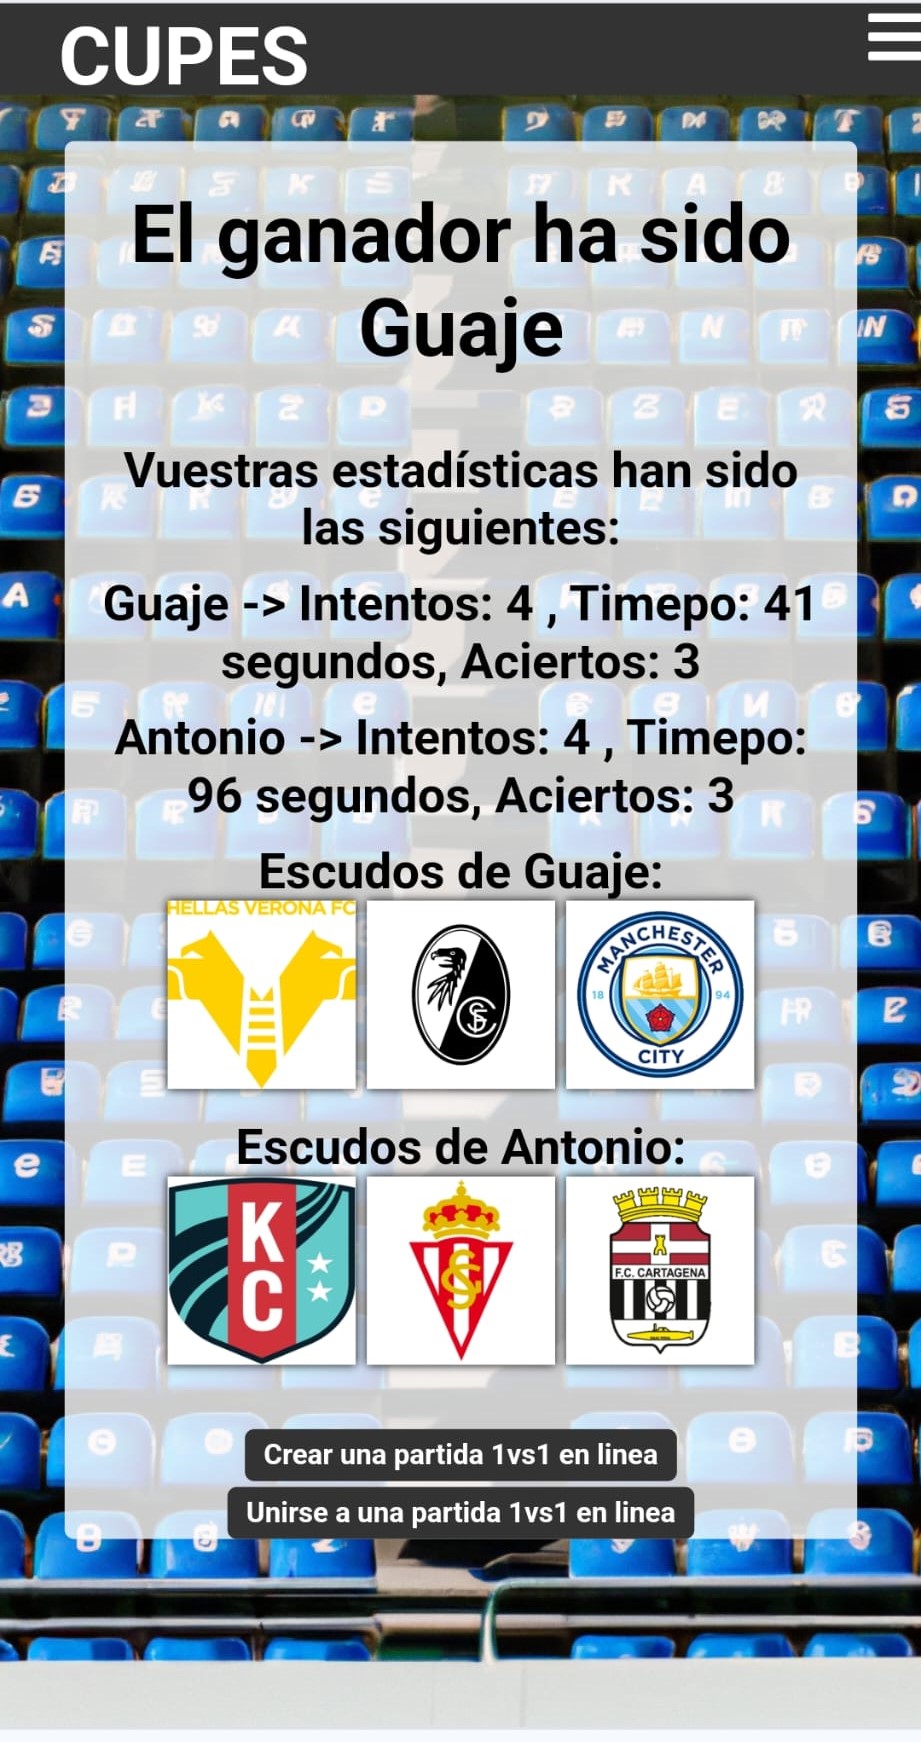 CUPES
El ganador ha sido
Guaje
Vuestras estadísticas han sido
las siguientes:
Guaje -> Intentos: 4 , Timepo: 41
segundos, Aciertos: 3
Antonio -> Intentos: 4 , Timepo:
96 segundos, Aciertos: 3
Escudos de Guaje:
HELLAS VERONA FC
SC
MANCHESTER
18 94
CITY
Escudos de Antonio:
KC
SG
F.C. CARTAGENA
Crear una partida 1vs1 en linea
Unirse a una partida 1vs1 en linea